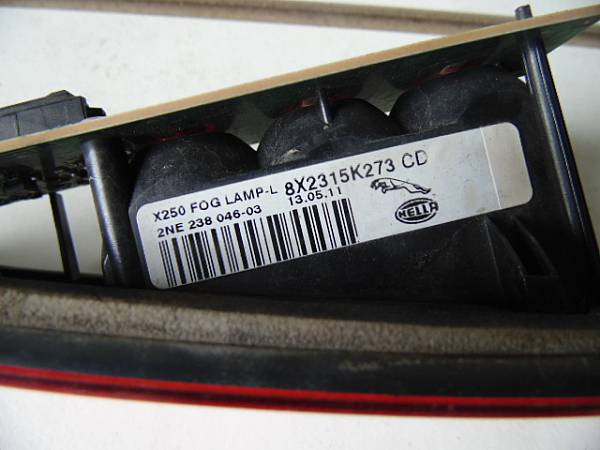 X250 FOG LAMP-L 8X2315K273 CD
2NE 238 046-03 13.05.11
HELLA